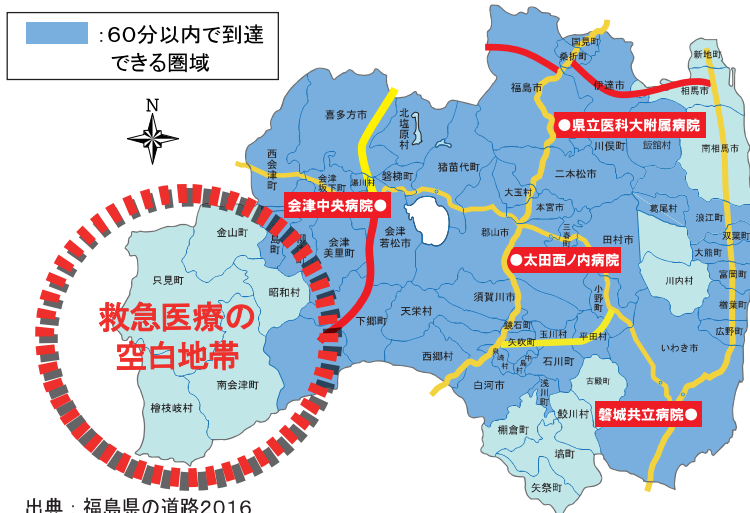 ：60分以内で到達
できる圏域
N
国見町
桑折町
新地町
福島市
伊達市
相馬市
喜多方市
北塩原村
●県立医科大附属病院
川俣町
飯館村
南相馬市
西会津町
会津坂下町
湯川村
磐梯町
猪苗代町
二本松市
大玉村
本宮市
会津中央病院●
葛尾村
浪江町
双葉町
金山町
会津美里町
会津若松市
郡山市
三春町
田村市
大熊町
只見町
昭和村
●太田西ノ内病院
川内村
富岡町
楢葉町
広野町
救急医療の
空白地帯
下郷町
天栄村
須賀川市
小野町
鏡石町
玉川村
矢吹町
平田村
いわき市
南会津町
西郷村
泉崎村
中島村
石川町
白河市
浅川町
古殿町
檜枝岐村
棚倉町
鮫川村
磐城共立病院●
塙町
矢祭町
出典：福島県の道路2016